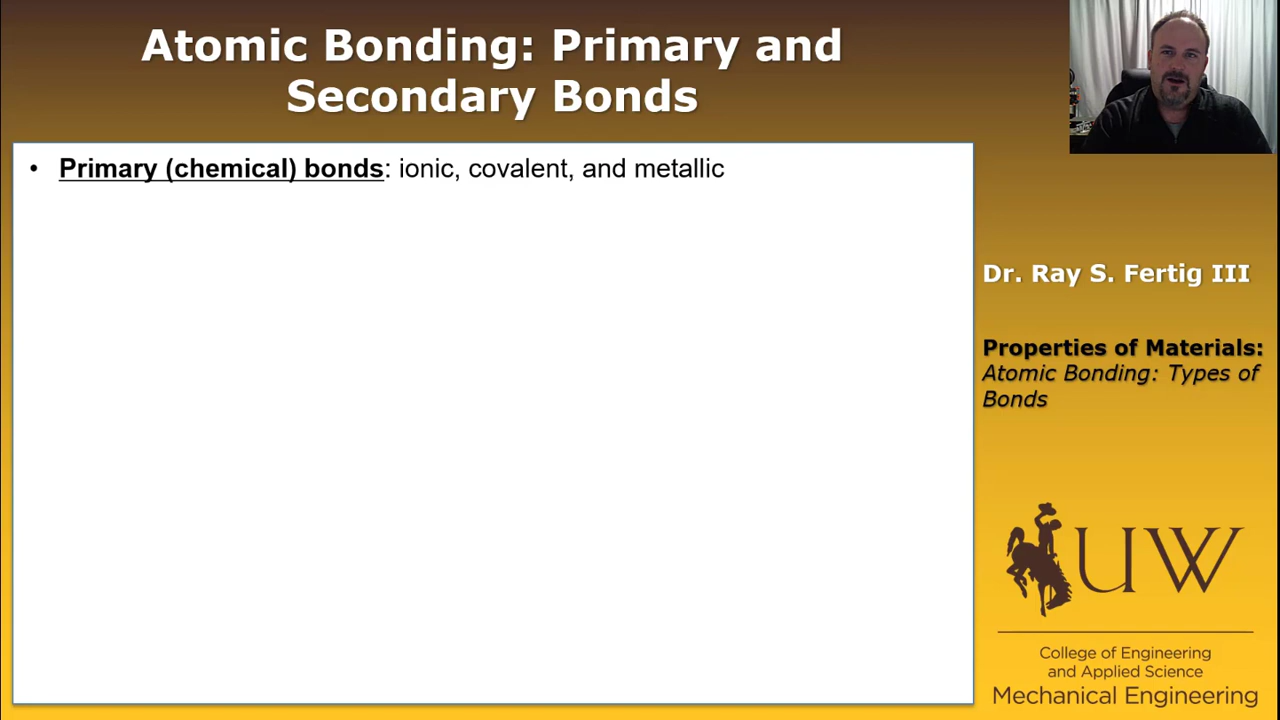 Atomic Bonding: Primary and
Secondary Bonds
• Primary (chemical) bonds: ionic, covalent, and metallic
Dr. Ray S. Fertig III
Properties of Materials:
Atomic Bonding: Types of
Bonds
UW
College of Engineering
and Applied Science
Mechanical Engineering